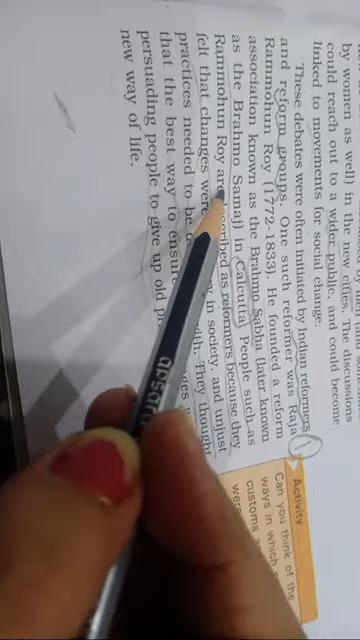 by women as well) in the new cities. The discussions
could reach out to a wider public, and could become
linked to movements for social change.
These debates were often initiated by Indian reformers
and reform groups. One such reformer was Raja
Rammohun Roy (1772-1833). He founded a reform
association known as the Brahmo Sabha (later known
as the Brahmo Samaj) in Calcutta. People such as
Rammohun Roy are described as reformers because they
felt that changes were in society, and unjust
practices needed to be with. They thought
that the best way to ensure
persuading people to give up old
new way of life.
Activity
Can you think of the
ways in which
customs
were
apsara